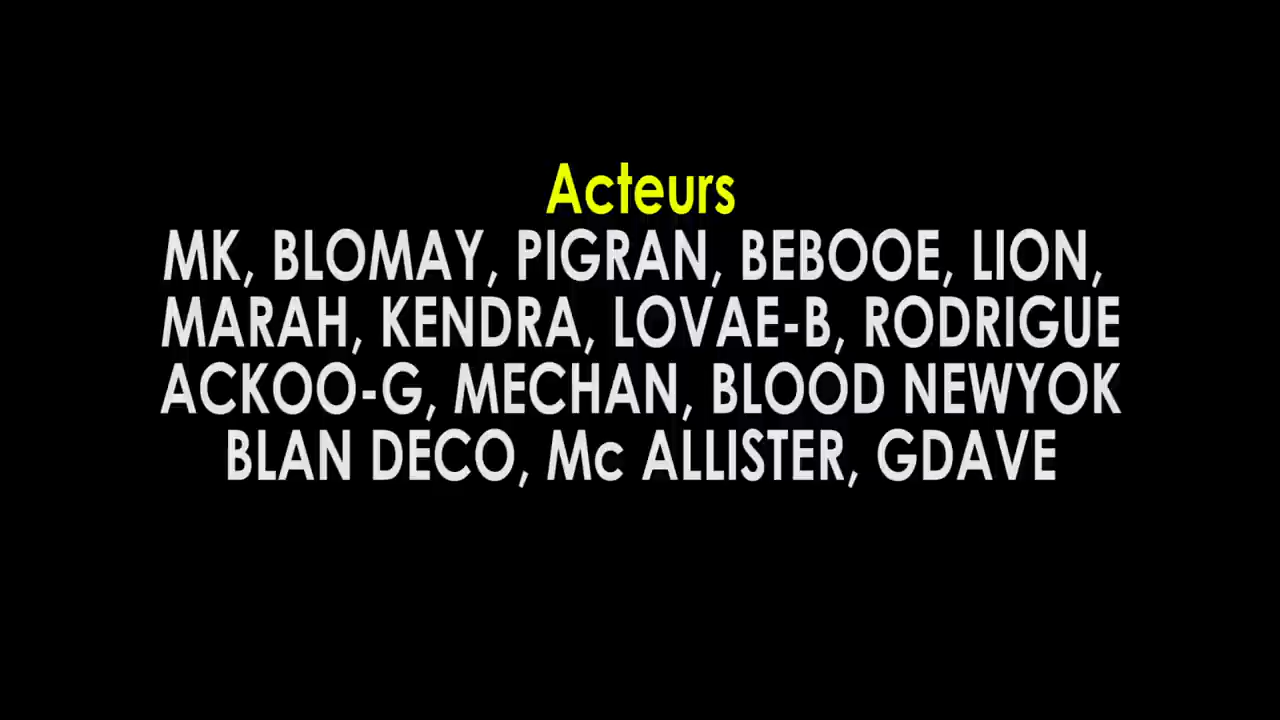 Acteurs
MK, BLOMAY, PIGRAN, BEBOOE, LION,
MARAH, KENDRA, LOVAE-B, RODRIGUE
ACKOO-G, MECHAN, BLOOD NEWYOK
BLAN DECO, Mc ALLISTER, GDAVE